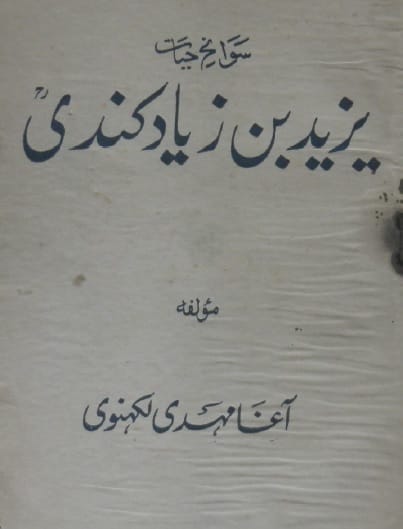 سوانح حیات
یزید بن زیاد کندیؒ
مؤلفہ
آغا مہدی لکھنوی